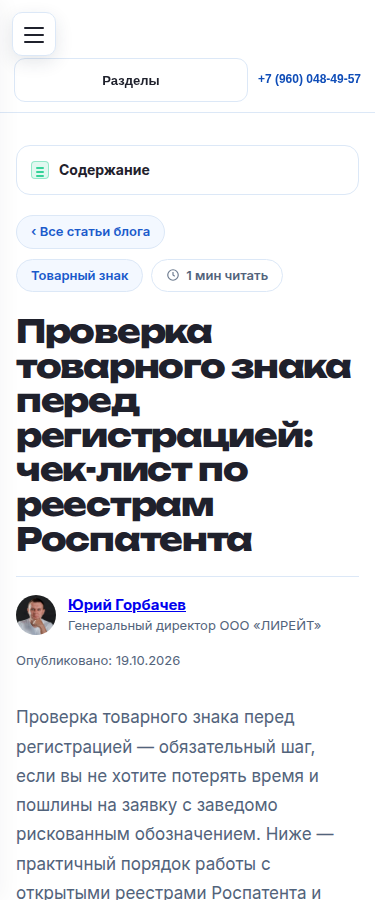 Разделы
+7 (960) 048-49-57
Содержание
‹ Все статьи блога
Товарный знак
1 мин читать
Проверка
товарного знака
перед
регистрацией:
чек-лист по
реестрам
Роспатента
Юрий Горбачев
Генеральный директор ООО «ЛИРЕЙТ»
Опубликовано: 19.10.2026
Проверка товарного знака перед
регистрацией — обязательный шаг,
если вы не хотите потерять время и
пошлины на заявку с заведомо
рискованным обозначением. Ниже —
практичный порядок работы с
открытыми реестрами Роспатента и